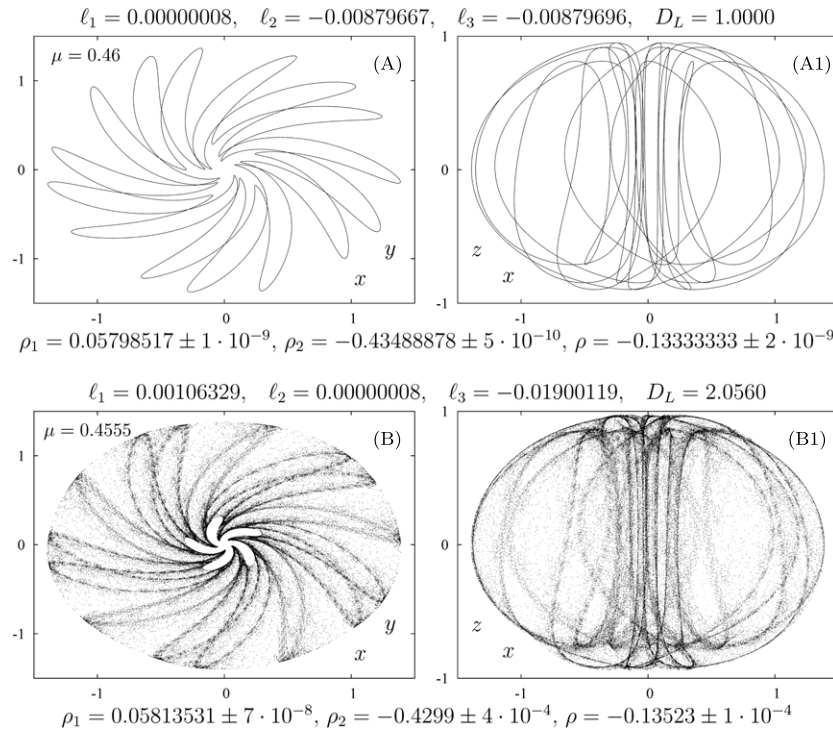 ℓ₁ = 0.00000008, ℓ₂ = −0.00879667, ℓ₃ = −0.00879696, D_L = 1.0000
μ = 0.46
(A)
1
0
-1
-1
0
1
y
x
(A1)
1
0
-1
-1
0
1
z
x
ρ₁ = 0.05798517 ± 1 · 10⁻⁹, ρ₂ = −0.43488878 ± 5 · 10⁻¹⁰, ρ = −0.13333333 ± 2 · 10⁻⁹
ℓ₁ = 0.00106329, ℓ₂ = 0.00000008, ℓ₃ = −0.01900119, D_L = 2.0560
μ = 0.4555
(B)
1
0
-1
-1
0
1
y
x
(B1)
1
0
-1
-1
0
1
z
x
ρ₁ = 0.05813531 ± 7 · 10⁻⁸, ρ₂ = −0.4299 ± 4 · 10⁻⁴, ρ = −0.13523 ± 1 · 10⁻⁴